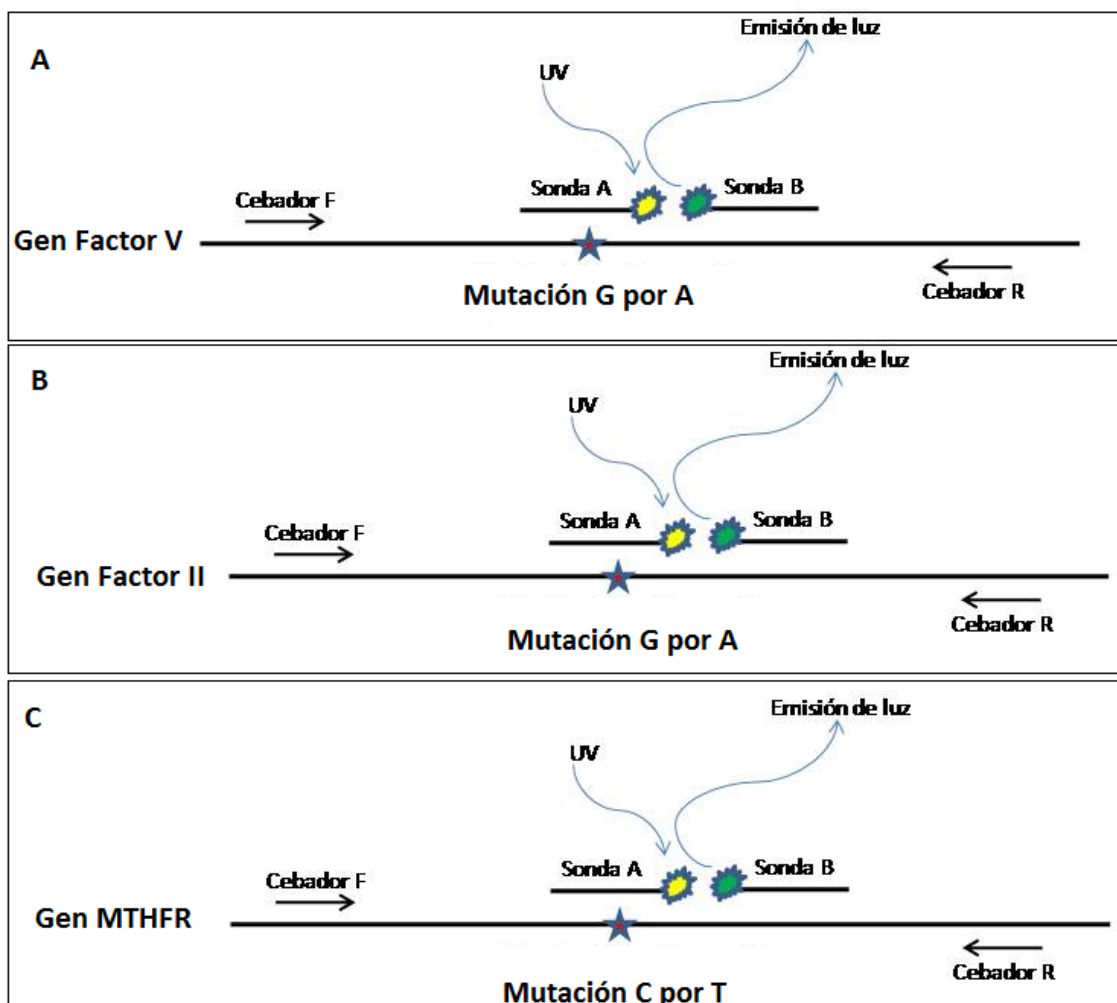 A
Emisión de luz
UV
Sonda A
Sonda B
Cebador F
Gen Factor V
Mutación G por A
Cebador R
B
Emisión de luz
UV
Sonda A
Sonda B
Cebador F
Gen Factor II
Mutación G por A
Cebador R
C
Emisión de luz
UV
Sonda A
Sonda B
Cebador F
Gen MTHFR
Cebador R
Mutación C por T